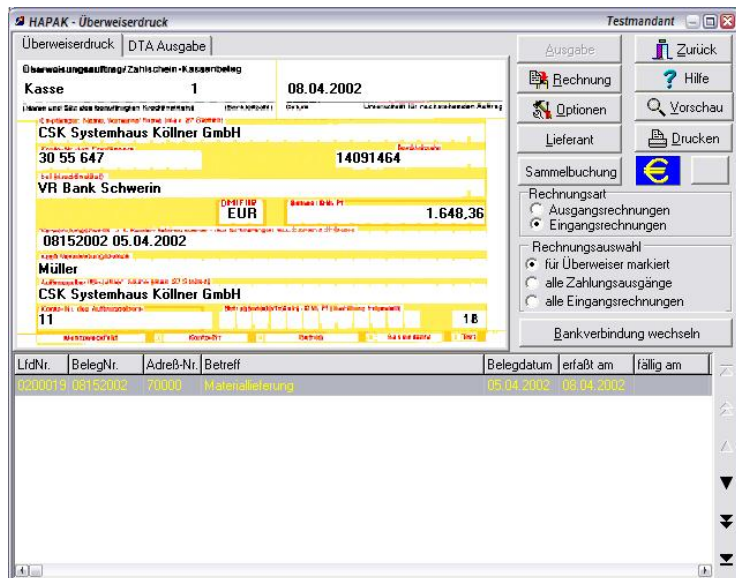 HAPAK - Überweiserdruck Testmandant
Überweiserdruck DTA Ausgabe
Überweisungsauftrag/Zahlschein-Kassenbeleg
Kasse 1 08.04.2002
CSK Systemhaus Köllner GmbH
30 55 647 14091464
VR Bank Schwerin
EUR 1.648,36
08152002 05.04.2002
Müller
CSK Systemhaus Köllner GmbH
11 18
Ausgabe Zurück
Rechnung Hilfe
Optionen Vorschau
Lieferant Drucken
Sammelbuchung €
Rechnungsart
Ausgangsrechnungen
Eingangsrechnungen
Rechnungsauswahl
für Überweiser markiert
alle Zahlungsausgänge
alle Eingangsrechnungen
Bankverbindung wechseln
LfdNr. BelegNr. Adreß-Nr. Betreff Belegdatum erfaßt am fällig am
0200019 08152002 70000 Materiallieferung 05.04.2002 08.04.2002